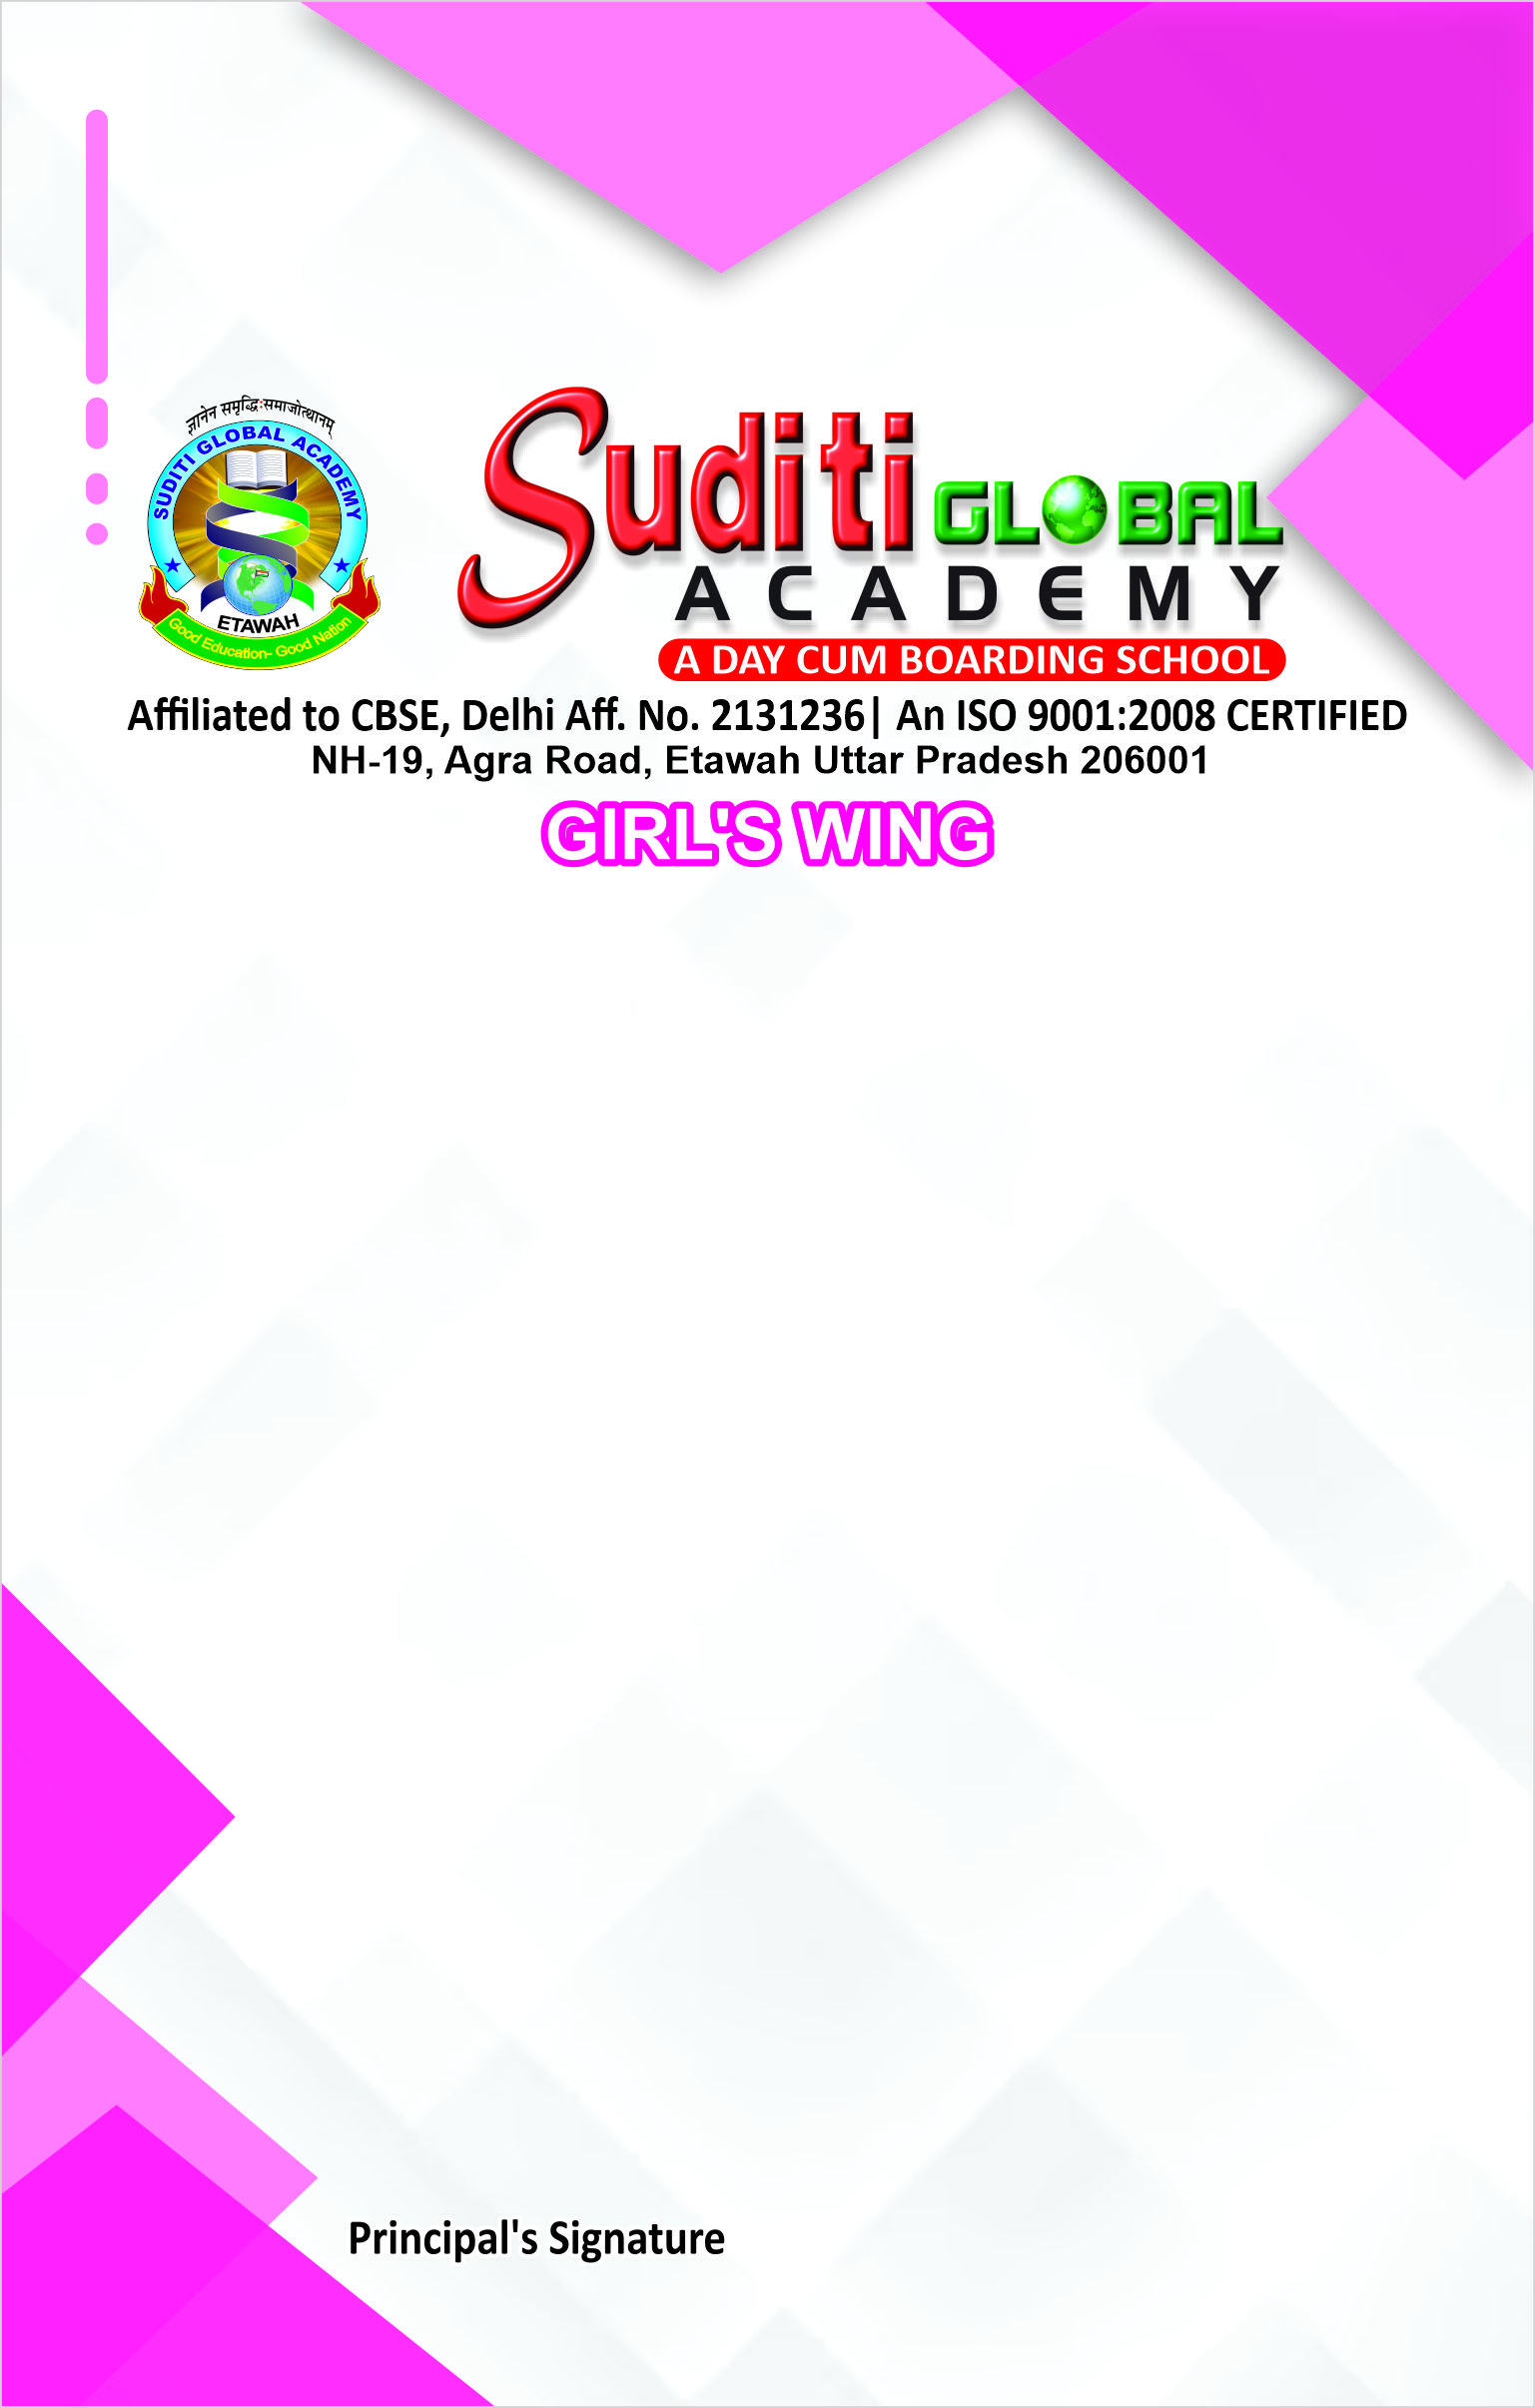 ज्ञानेन समृद्धिः समाजोत्थानम्
SUDITI GLOBAL ACADEMY
ETAWAH
Good Education- Good Nation
Suditi GLOBAL
ACADEMY
A DAY CUM BOARDING SCHOOL
Affiliated to CBSE, Delhi Aff. No. 2131236| An ISO 9001:2008 CERTIFIED
NH-19, Agra Road, Etawah Uttar Pradesh 206001
GIRL'S WING
Principal's Signature